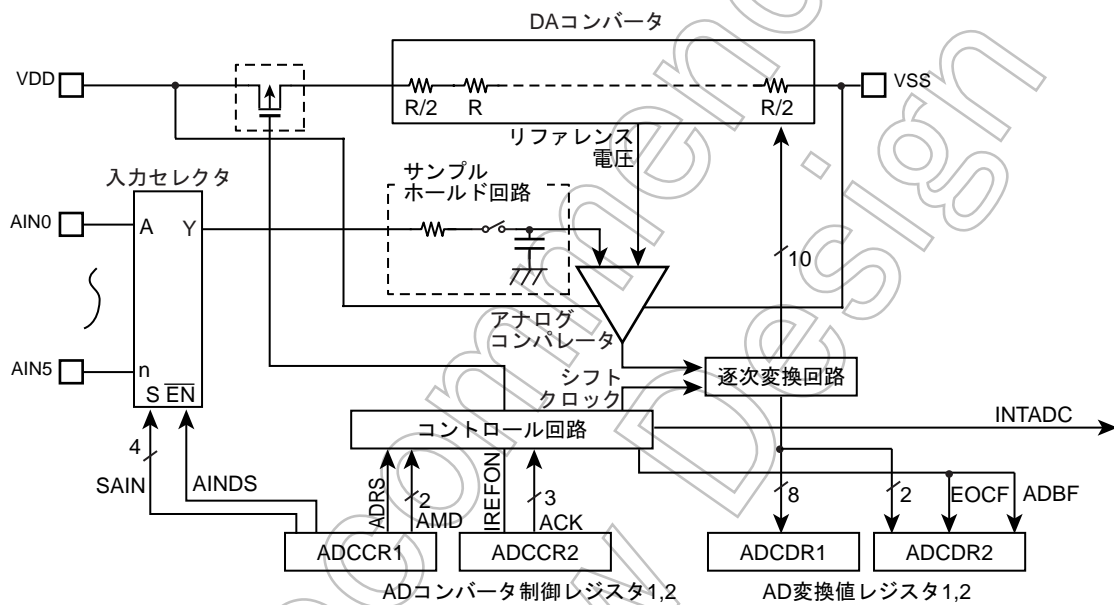 DAコンバータ
VDD
R/2
R
R/2
VSS
リファレンス
電圧
サンプル
ホールド回路
入力セレクタ
AIN0
A
Y
10
アナログ
コンパレータ
AIN5
n
S
EN
シフト
クロック
逐次変換回路
コントロール回路
INTADC
4
SAIN
AINDS
ADRS
2
AMD
IREFON
3
ACK
8
2
EOCF
ADBF
ADCCR1
ADCCR2
ADCDR1
ADCDR2
ADコンバータ制御レジスタ1,2
AD変換値レジスタ1,2